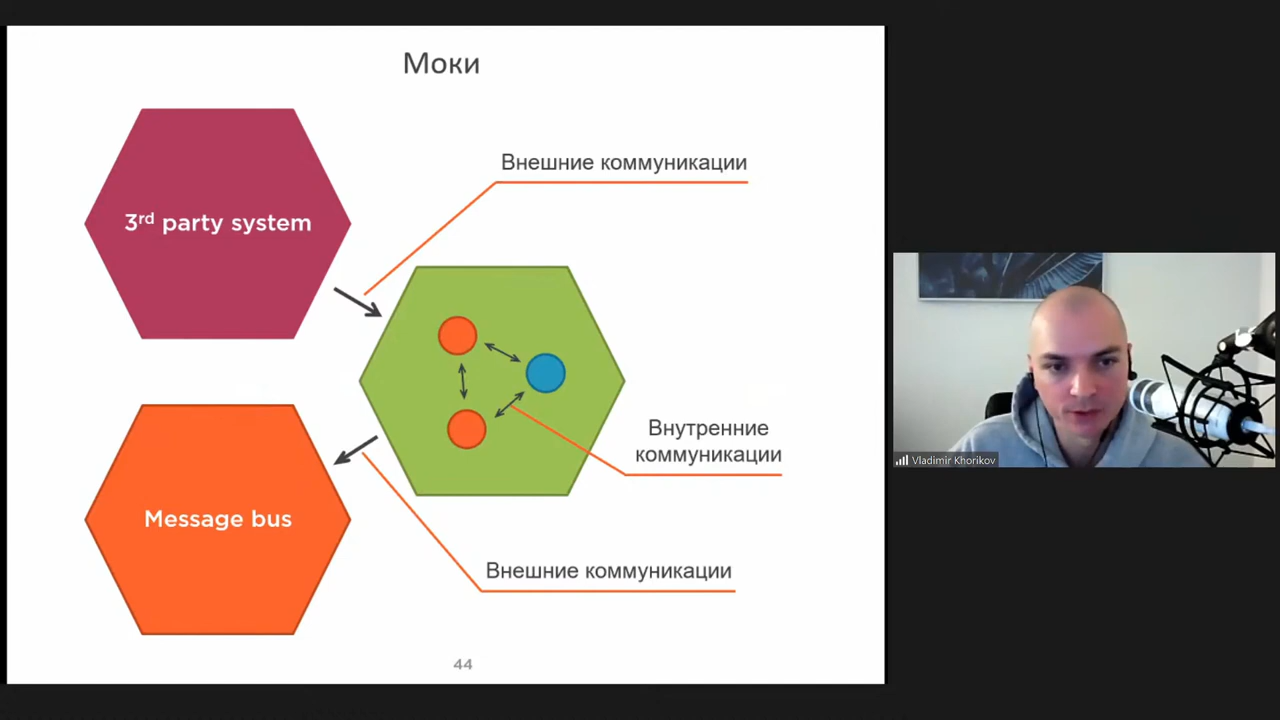 Моки
Внешние коммуникации
3rd party system
Внутренние
коммуникации
Message bus
Внешние коммуникации
44
Vladimir Khorikov